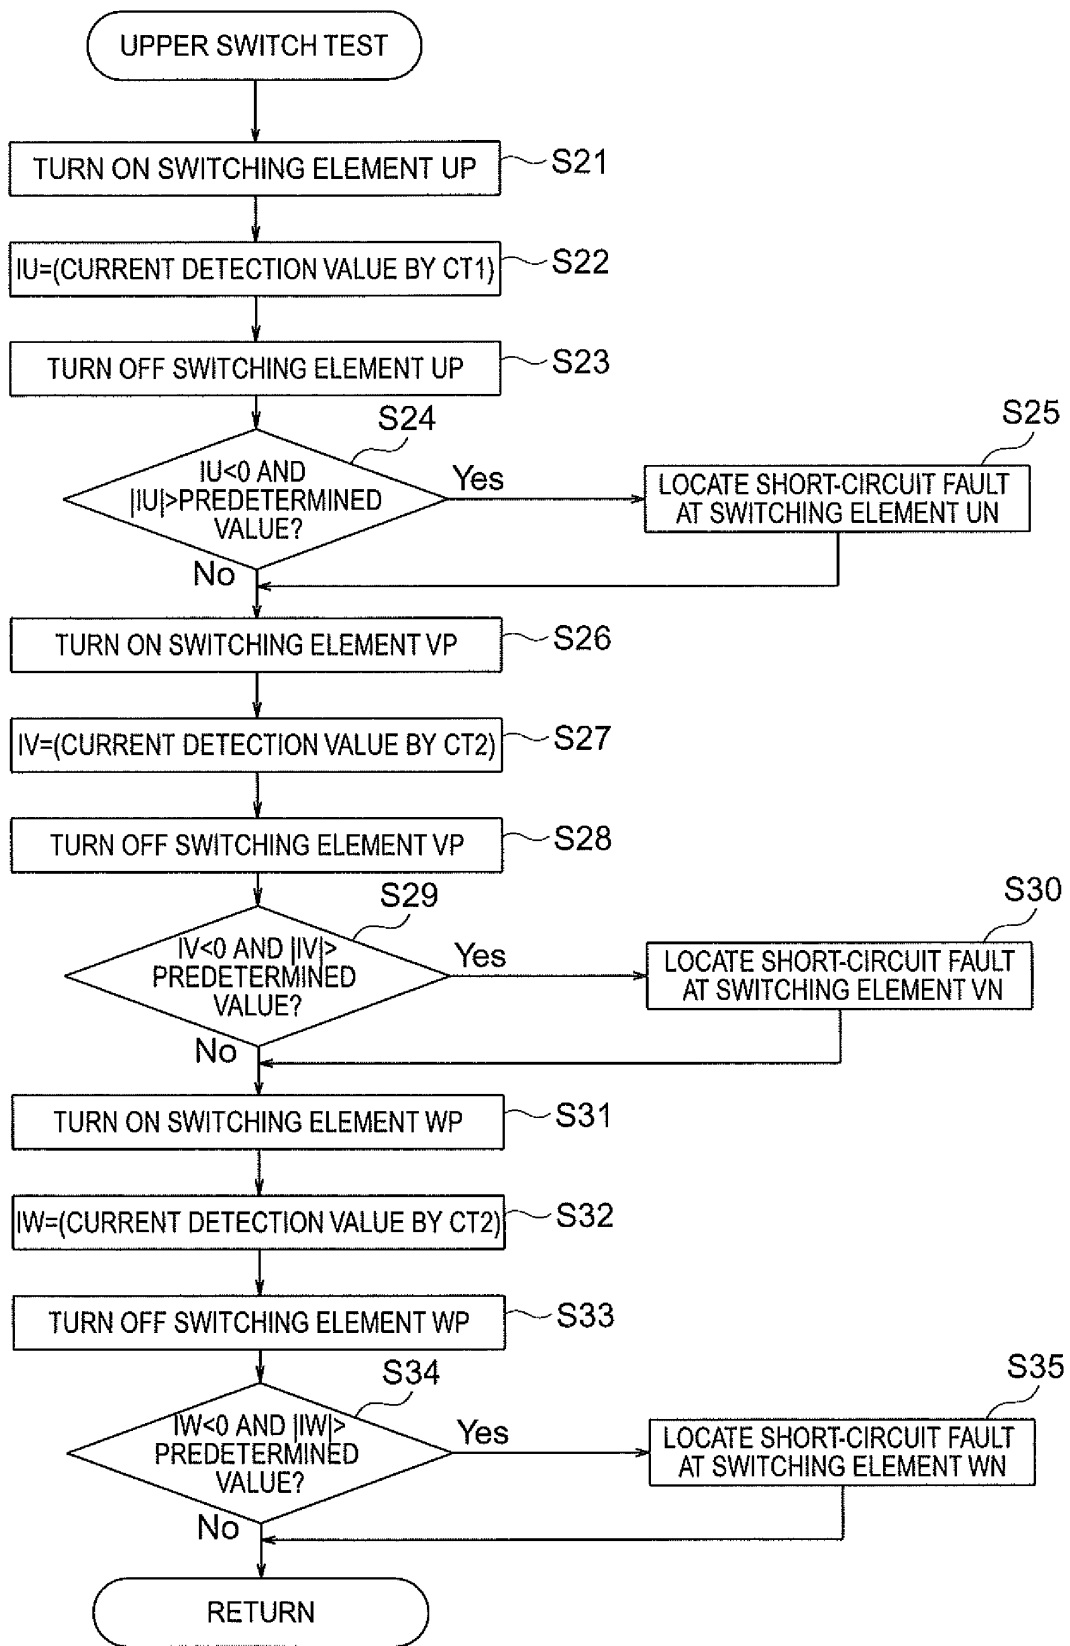 UPPER SWITCH TEST
TURN ON SWITCHING ELEMENT UP
S21
IU=(CURRENT DETECTION VALUE BY CT1)
S22
TURN OFF SWITCHING ELEMENT UP
S23
S24
IU<0 AND
|IU|>PREDETERMINED
VALUE?
Yes
No
S25
LOCATE SHORT-CIRCUIT FAULT
AT SWITCHING ELEMENT UN
TURN ON SWITCHING ELEMENT VP
S26
IV=(CURRENT DETECTION VALUE BY CT2)
S27
TURN OFF SWITCHING ELEMENT VP
S28
S29
IV<0 AND |IV|>
PREDETERMINED
VALUE?
Yes
No
S30
LOCATE SHORT-CIRCUIT FAULT
AT SWITCHING ELEMENT VN
TURN ON SWITCHING ELEMENT WP
S31
IW=(CURRENT DETECTION VALUE BY CT2)
S32
TURN OFF SWITCHING ELEMENT WP
S33
S34
IW<0 AND |IW|>
PREDETERMINED
VALUE?
Yes
No
S35
LOCATE SHORT-CIRCUIT FAULT
AT SWITCHING ELEMENT WN
RETURN